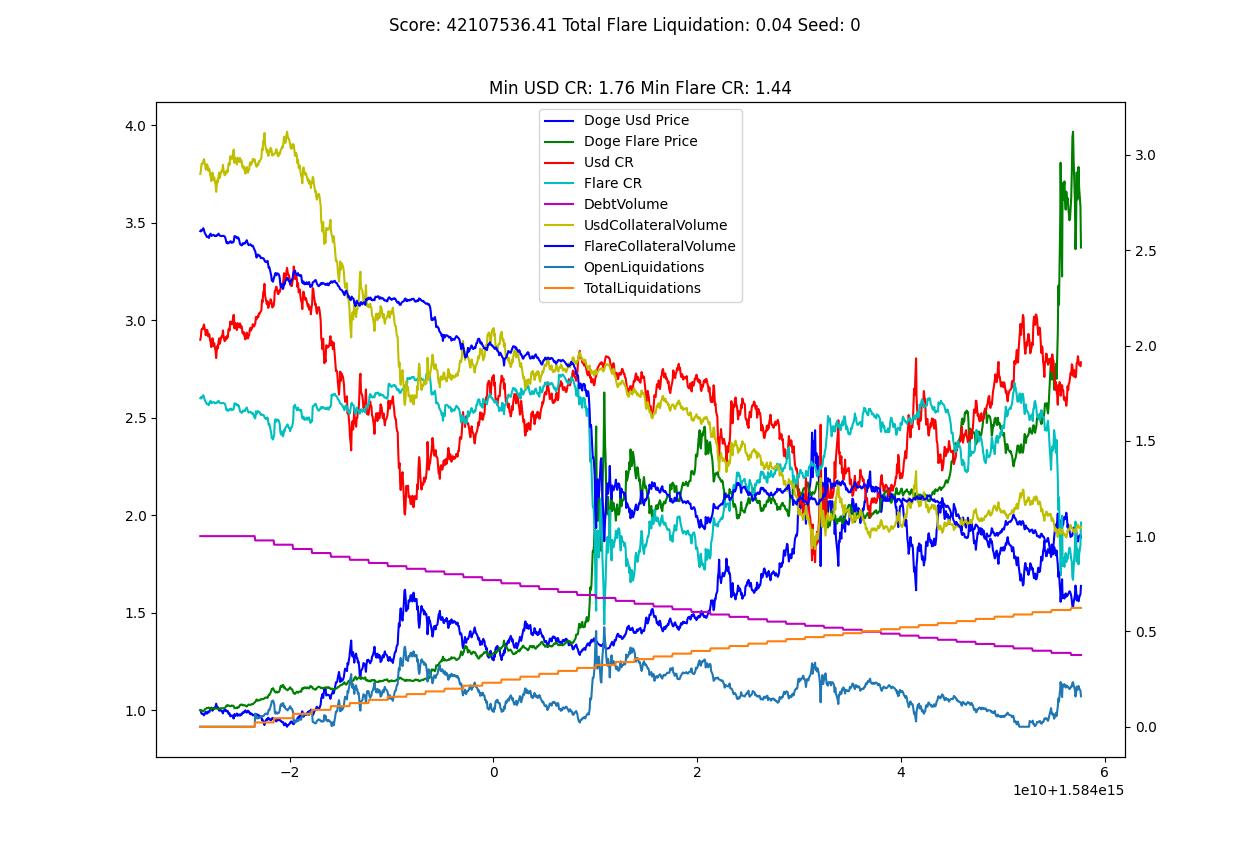 Score: 42107536.41 Total Flare Liquidation: 0.04 Seed: 0
Min USD CR: 1.76 Min Flare CR: 1.44
Doge Usd Price
Doge Flare Price
Usd CR
Flare CR
DebtVolume
UsdCollateralVolume
FlareCollateralVolume
OpenLiquidations
TotalLiquidations
4.0
3.5
3.0
2.5
2.0
1.5
1.0
3.0
2.5
2.0
1.5
1.0
0.5
0.0
−2 0 2 4 6
1e10+1.584e15